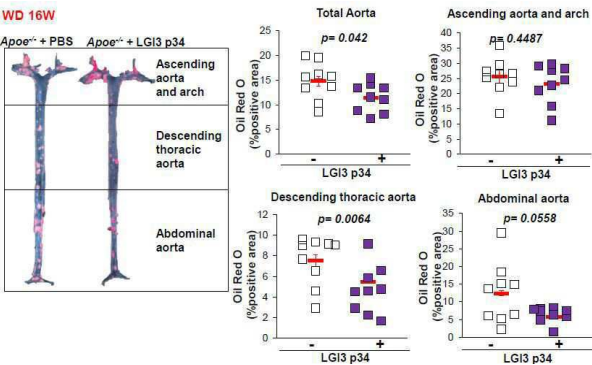 WD 16W
Apoe-/- + PBS Apoe-/- + LGI3 p34
Ascending
aorta
and arch
Descending
thoracic
aorta
Abdominal
aorta
Total Aorta
p= 0.042
Oil Red O
(%positive area)
25
20
15
10
5
0
- +
LGI3 p34
Ascending aorta and arch
p= 0.4487
Oil Red O
(%positive area)
40
35
30
25
20
15
10
5
0
- +
LGI3 p34
Descending thoracic aorta
p= 0.0064
Oil Red O
(%positive area)
12
10
8
6
4
2
0
- +
LGI3 p34
Abdominal aorta
p= 0.0558
Oil Red O
(%positive area)
35
30
25
20
15
10
5
0
- +
LGI3 p34